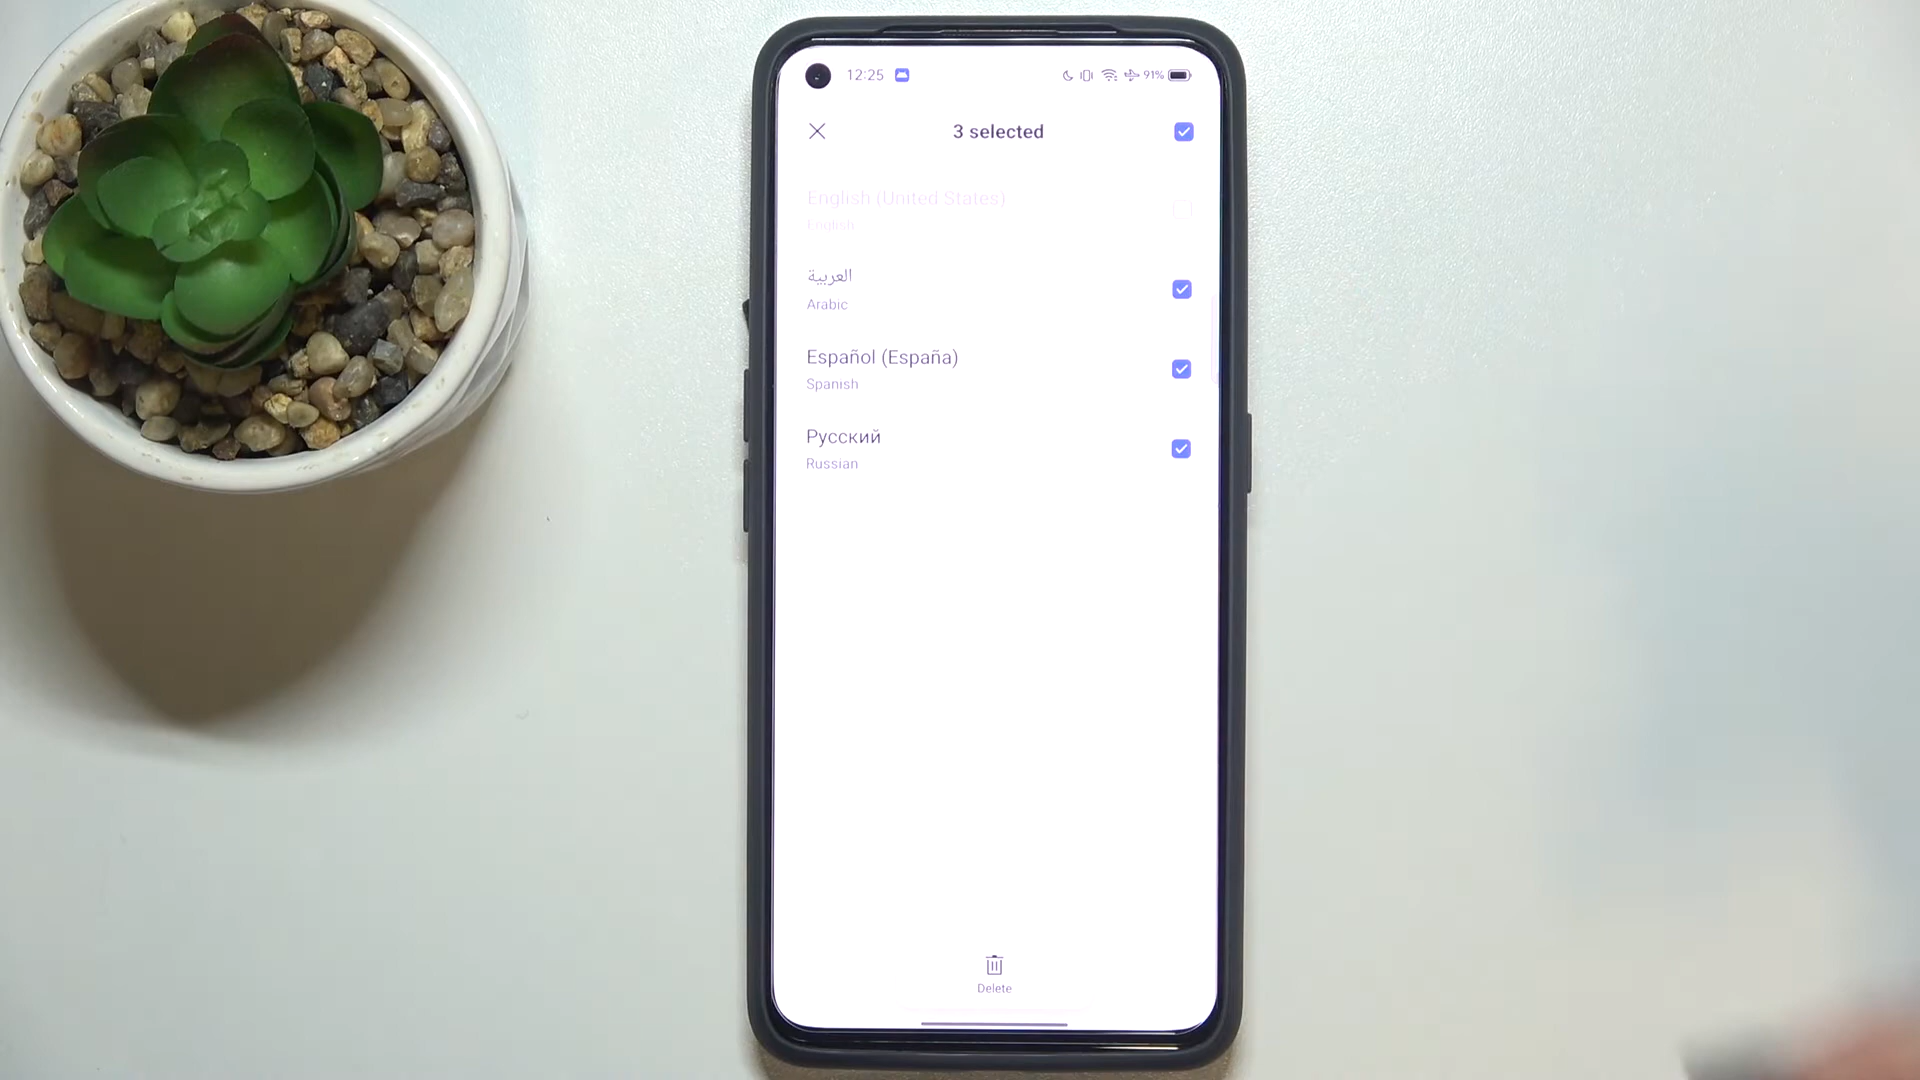 12:25 91%
3 selected
English (United States)
English
العربية
Arabic
Español (España)
Spanish
Русский
Russian
Delete